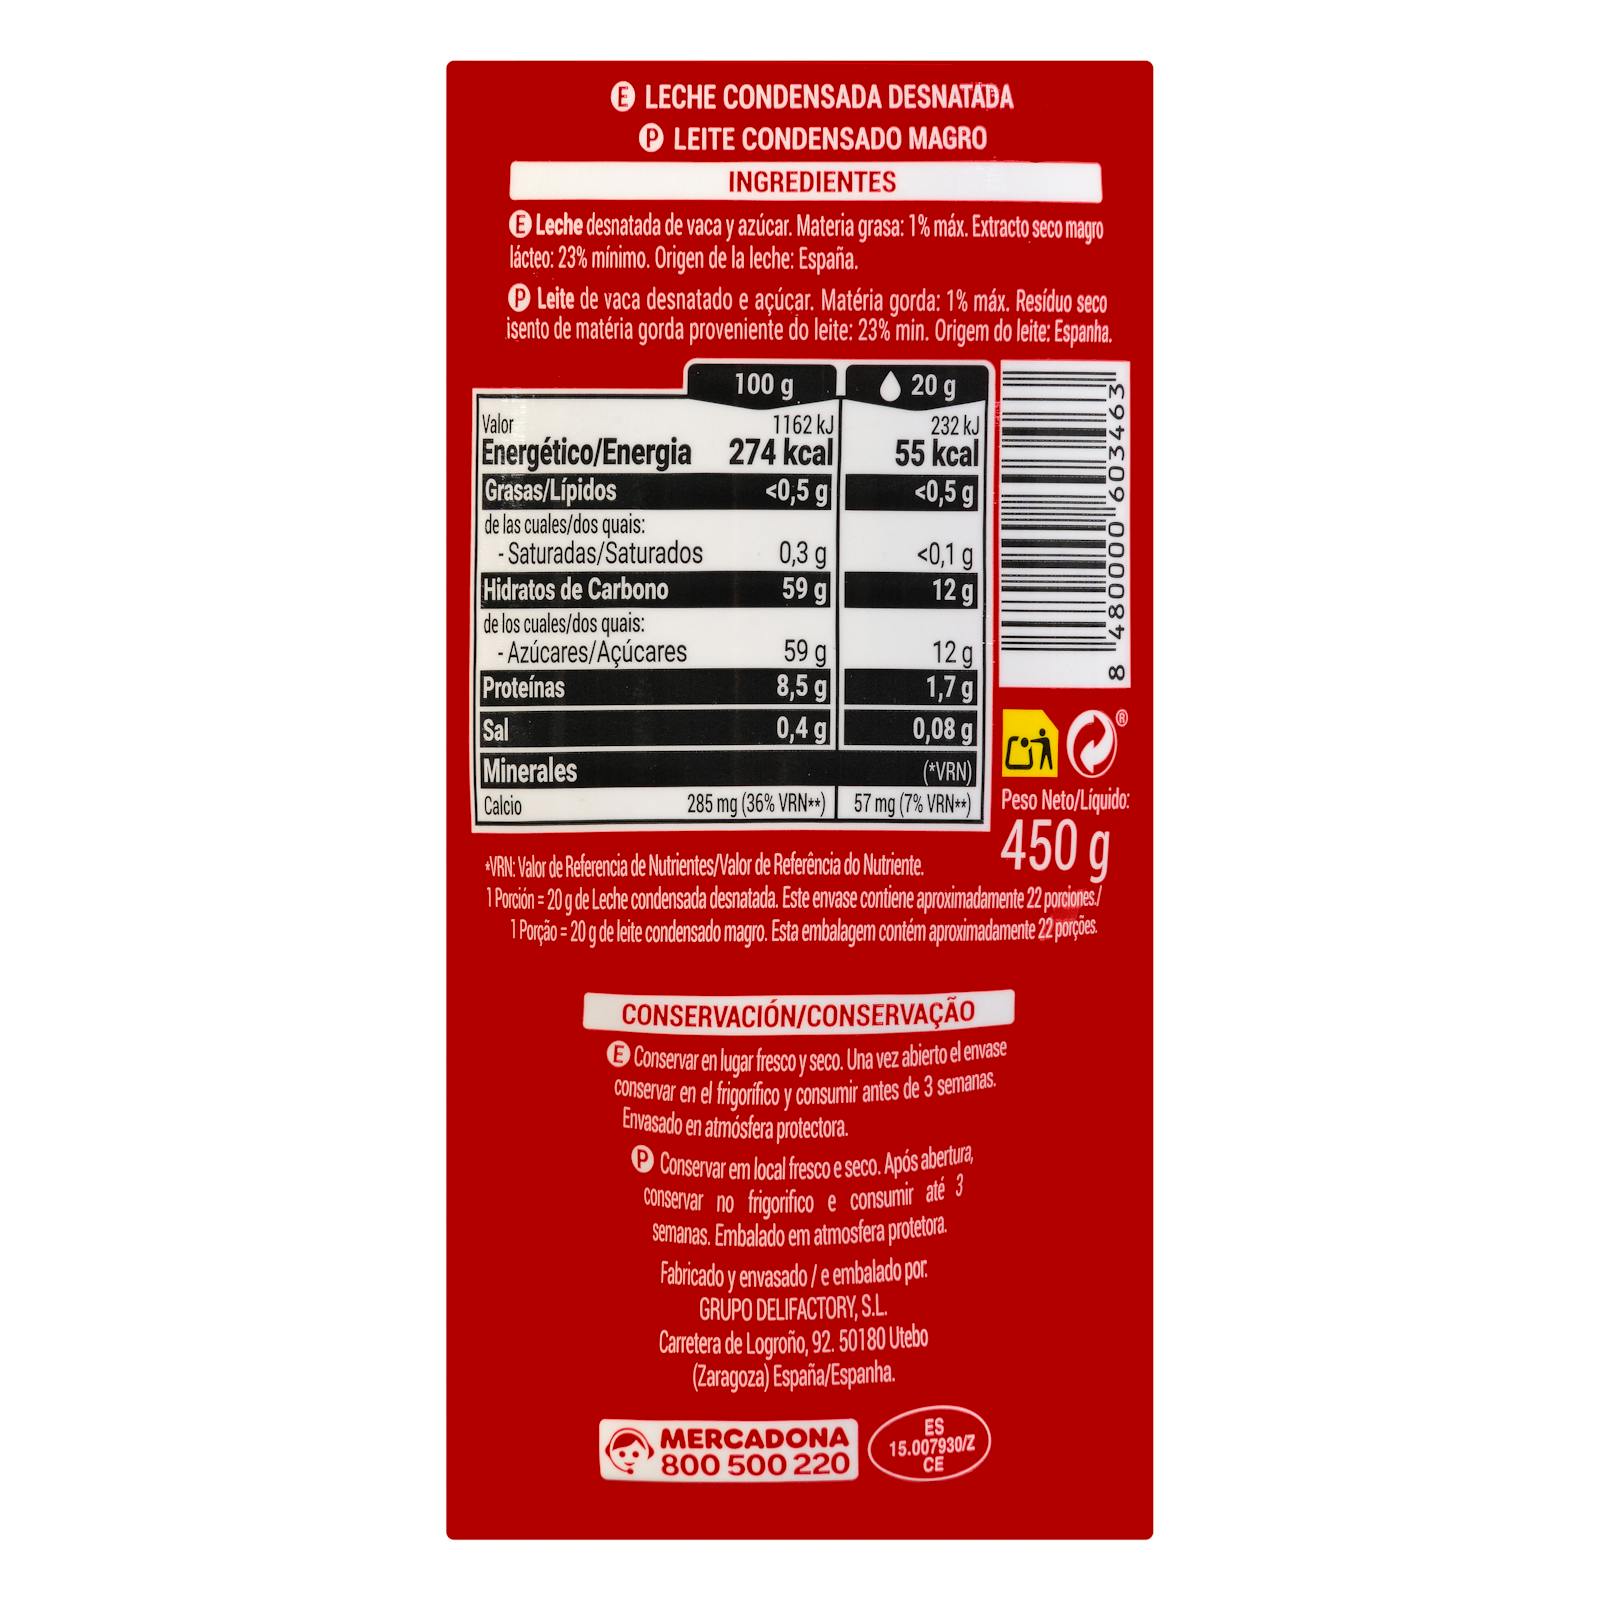 E LECHE CONDENSADA DESNATADA
P LEITE CONDENSADO MAGRO
INGREDIENTES
E Leche desnatada de vaca y azúcar. Materia grasa: 1% máx. Extracto seco magro
lácteo: 23% mínimo. Origen de la leche: España.
P Leite de vaca desnatado e açúcar. Matéria gorda: 1% máx. Resíduo seco
isento de matéria gorda proveniente do leite: 23% min. Origem do leite: Espanha.
100 g 20 g
Valor 1162 kJ 232 kJ
Energético/Energia 274 kcal 55 kcal
Grasas/Lípidos <0,5 g <0,5 g
de las cuales/dos quais:
- Saturadas/Saturados 0,3 g <0,1 g
Hidratos de Carbono 59 g 12 g
de los cuales/dos quais:
- Azúcares/Açúcares 59 g 12 g
Proteínas 8,5 g 1,7 g
Sal 0,4 g 0,08 g
Minerales (*VRN)
Calcio 285 mg (36% VRN**) 57 mg (7% VRN**)
8 480000 603463
®
Peso Neto/Líquido:
450 g
*VRN: Valor de Referencia de Nutrientes/Valor de Referência do Nutriente.
1 Porción = 20 g de Leche condensada desnatada. Este envase contiene aproximadamente 22 porciones./
1 Porção = 20 g de leite condensado magro. Esta embalagem contém aproximadamente 22 porções.
CONSERVACIÓN/CONSERVAÇÃO
E Conservar en lugar fresco y seco. Una vez abierto el envase
conservar en el frigorífico y consumir antes de 3 semanas.
Envasado en atmósfera protectora.
P Conservar em local fresco e seco. Após abertura,
conservar no frigorifico e consumir até 3
semanas. Embalado em atmosfera protetora.
Fabricado y envasado / e embalado por:
GRUPO DELIFACTORY, S.L.
Carretera de Logroño, 92. 50180 Utebo
(Zaragoza) España/Espanha.
MERCADONA
800 500 220
ES
15.007930/Z
CE